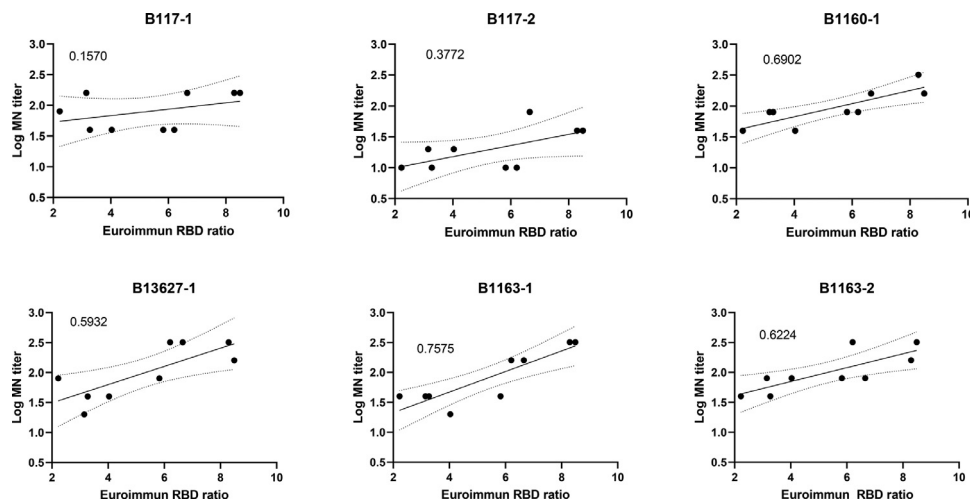 B117-1
0.1570
Log MN titer
3.0
2.5
2.0
1.5
1.0
0.5
2 4 6 8 10
Euroimmun RBD ratio
B117-2
0.3772
Log MN titer
3.0
2.5
2.0
1.5
1.0
0.5
2 4 6 8 10
Euroimmun RBD ratio
B1160-1
0.6902
Log MN titer
3.0
2.5
2.0
1.5
1.0
0.5
2 4 6 8 10
Euroimmun RBD ratio
B13627-1
0.5932
Log MN titer
3.0
2.5
2.0
1.5
1.0
0.5
2 4 6 8 10
Euroimmun RBD ratio
B1163-1
0.7575
Log MN titer
3.0
2.5
2.0
1.5
1.0
0.5
2 4 6 8 10
Euroimmun RBD ratio
B1163-2
0.6224
Log MN titer
3.0
2.5
2.0
1.5
1.0
0.5
2 4 6 8 10
Euroimmun RBD ratio